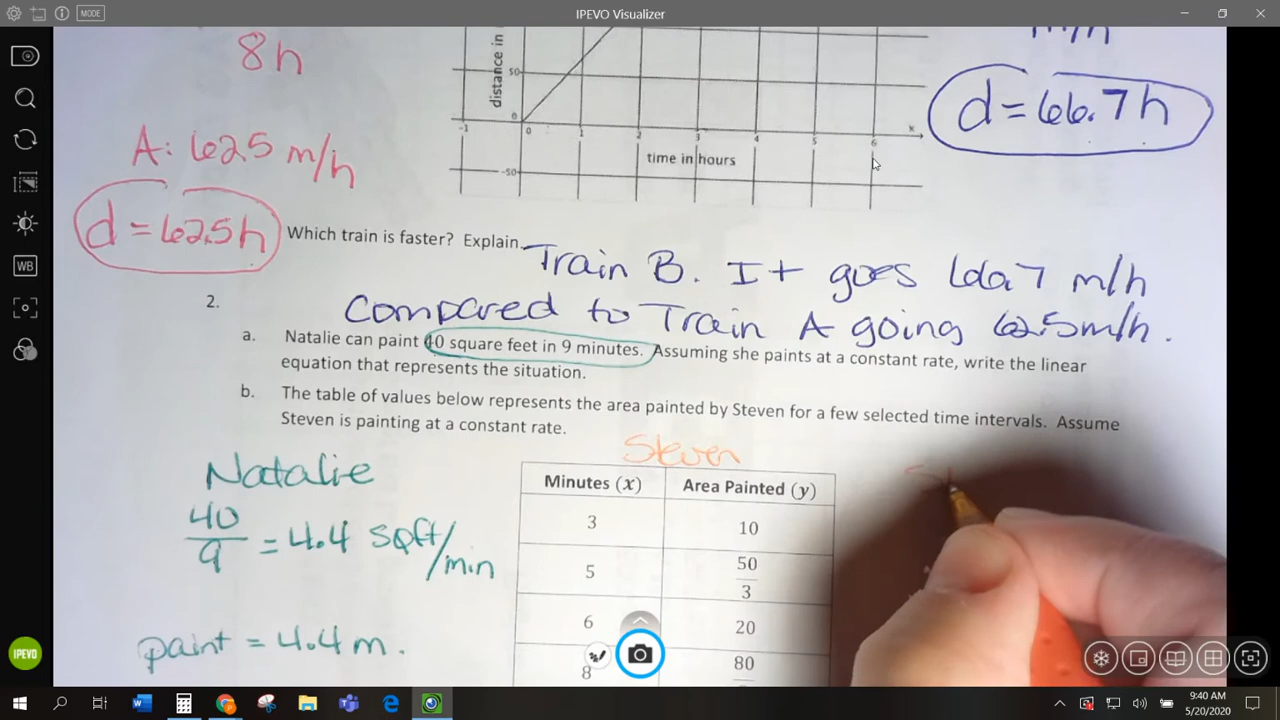 IPEVO Visualizer
MODE
8h
distance in
50
0
-50
-1
0
1
2
3
4
5
6
x
time in hours
m/h
d = 66.7h
A: 62.5 m/h
d = 62.5h
Which train is faster? Explain.
Train B. It goes 66.7 m/h
Compared to Train A going 62.5m/h.
2.
a. Natalie can paint 40 square feet in 9 minutes. Assuming she paints at a constant rate, write the linear
equation that represents the situation.
b. The table of values below represents the area painted by Steven for a few selected time intervals. Assume
Steven is painting at a constant rate.
Steven
Minutes (x) Area Painted (y)
3 10
5 50/3
6 20
8 80
Natalie
40/9 = 4.4 sqft/min
paint = 4.4 m.
WB
IPEVO
9:40 AM
5/20/2020